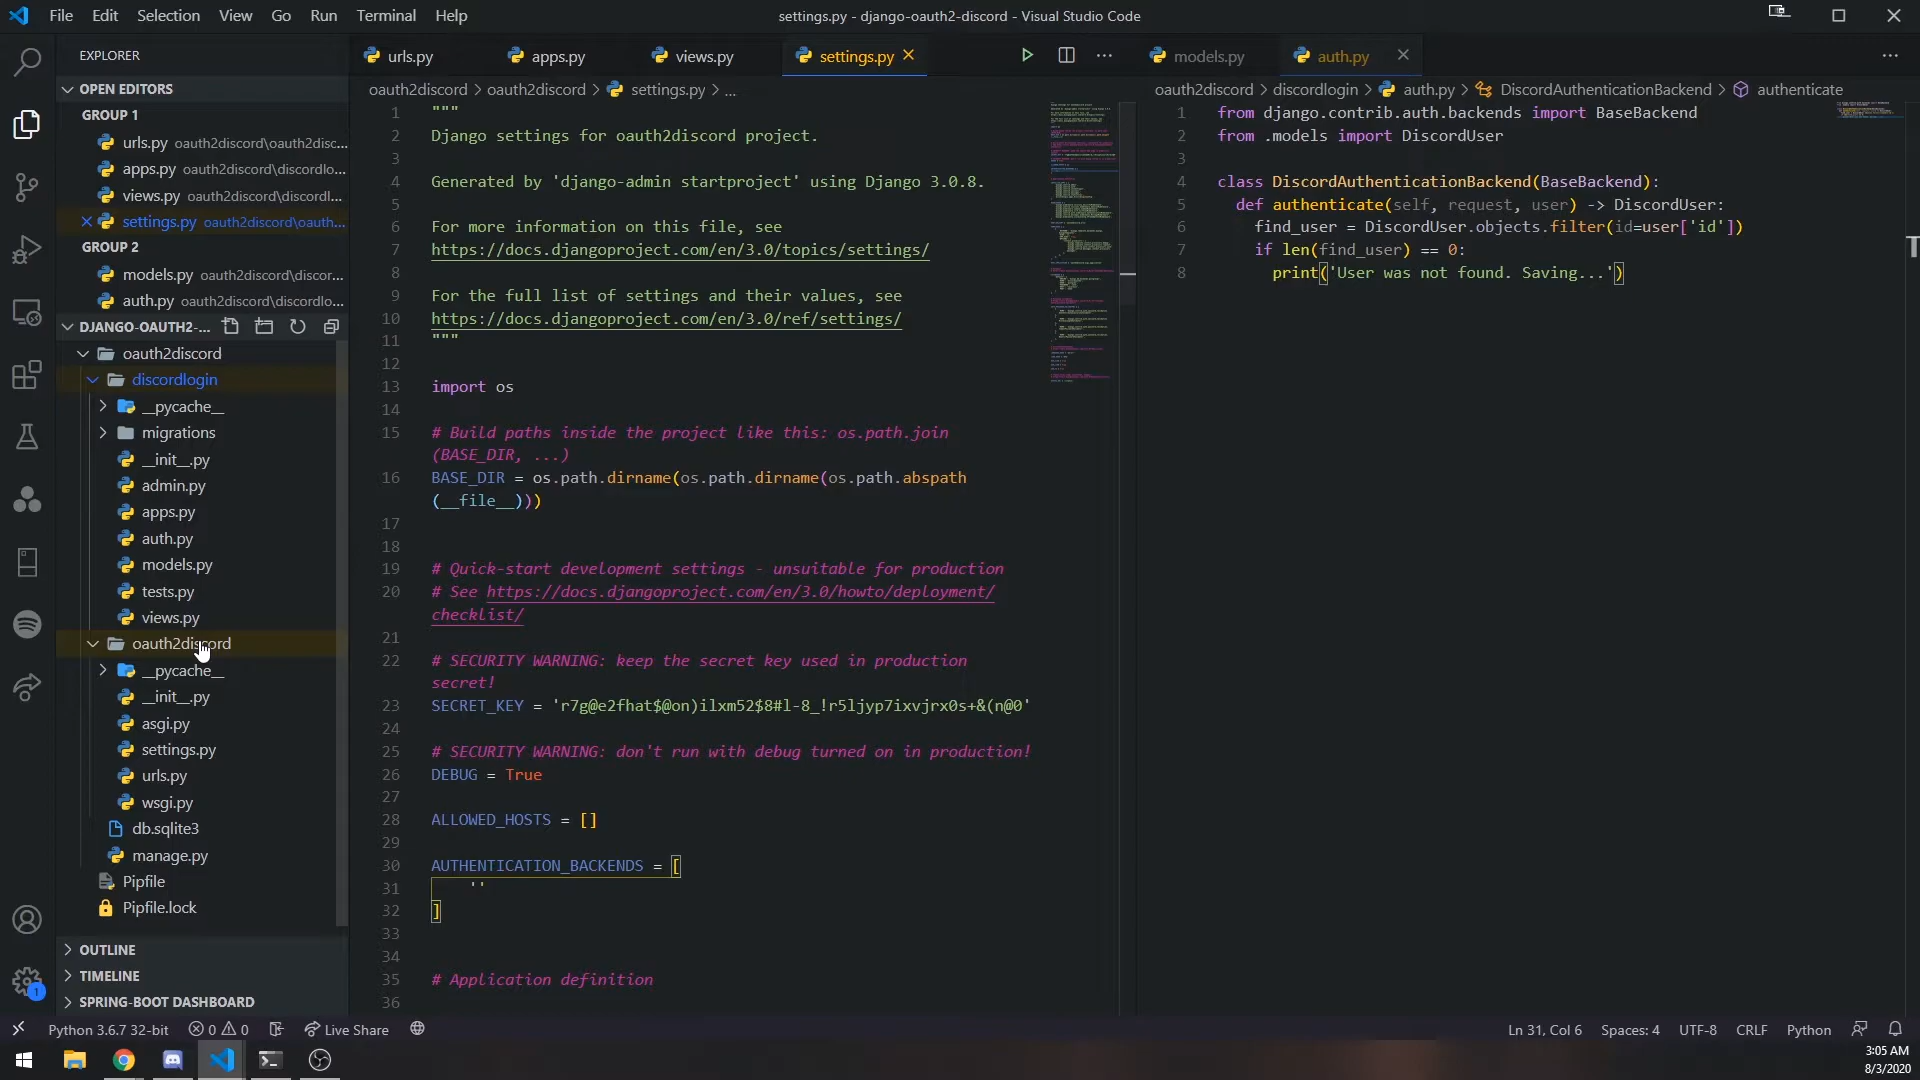 File Edit Selection View Go Run Terminal Help
settings.py - django-oauth2-discord - Visual Studio Code
EXPLORER
OPEN EDITORS
GROUP 1
urls.py oauth2discord\oauth2disc...
apps.py oauth2discord\discordlo...
views.py oauth2discord\discordl...
settings.py oauth2discord\oauth...
GROUP 2
models.py oauth2discord\discor...
auth.py oauth2discord\discordlo...
DJANGO-OAUTH2-...
oauth2discord
discordlogin
__pycache__
migrations
__init__.py
admin.py
apps.py
auth.py
models.py
tests.py
views.py
oauth2discord
__pycache__
__init__.py
asgi.py
settings.py
urls.py
wsgi.py
db.sqlite3
manage.py
Pipfile
Pipfile.lock
OUTLINE
TIMELINE
SPRING-BOOT DASHBOARD
urls.py apps.py views.py settings.py
oauth2discord > oauth2discord > settings.py > ...
1 """
2 Django settings for oauth2discord project.
3
4 Generated by 'django-admin startproject' using Django 3.0.8.
5
6 For more information on this file, see
7 https://docs.djangoproject.com/en/3.0/topics/settings/
8
9 For the full list of settings and their values, see
10 https://docs.djangoproject.com/en/3.0/ref/settings/
11 """
12
13 import os
14
15 # Build paths inside the project like this: os.path.join
(BASE_DIR, ...)
16 BASE_DIR = os.path.dirname(os.path.dirname(os.path.abspath
(__file__)))
17
18
19 # Quick-start development settings - unsuitable for production
20 # See https://docs.djangoproject.com/en/3.0/howto/deployment/
checklist/
21
22 # SECURITY WARNING: keep the secret key used in production
secret!
23 SECRET_KEY = 'r7g@e2fhat$@on)ilxm52$8#l-8_!r5ljyp7ixvjrx0s+&(n@0'
24
25 # SECURITY WARNING: don't run with debug turned on in production!
26 DEBUG = True
27
28 ALLOWED_HOSTS = []
29
30 AUTHENTICATION_BACKENDS = [
31 ''
32 ]
33
34
35 # Application definition
36
models.py auth.py
oauth2discord > discordlogin > auth.py > DiscordAuthenticationBackend > authenticate
1 from django.contrib.auth.backends import BaseBackend
2 from .models import DiscordUser
3
4 class DiscordAuthenticationBackend(BaseBackend):
5 def authenticate(self, request, user) -> DiscordUser:
6 find_user = DiscordUser.objects.filter(id=user['id'])
7 if len(find_user) == 0:
8 print('User was not found. Saving...')
1
Python 3.6.7 32-bit 0 0 Live Share
Ln 31, Col 6 Spaces: 4 UTF-8 CRLF Python
3:05 AM
8/3/2020